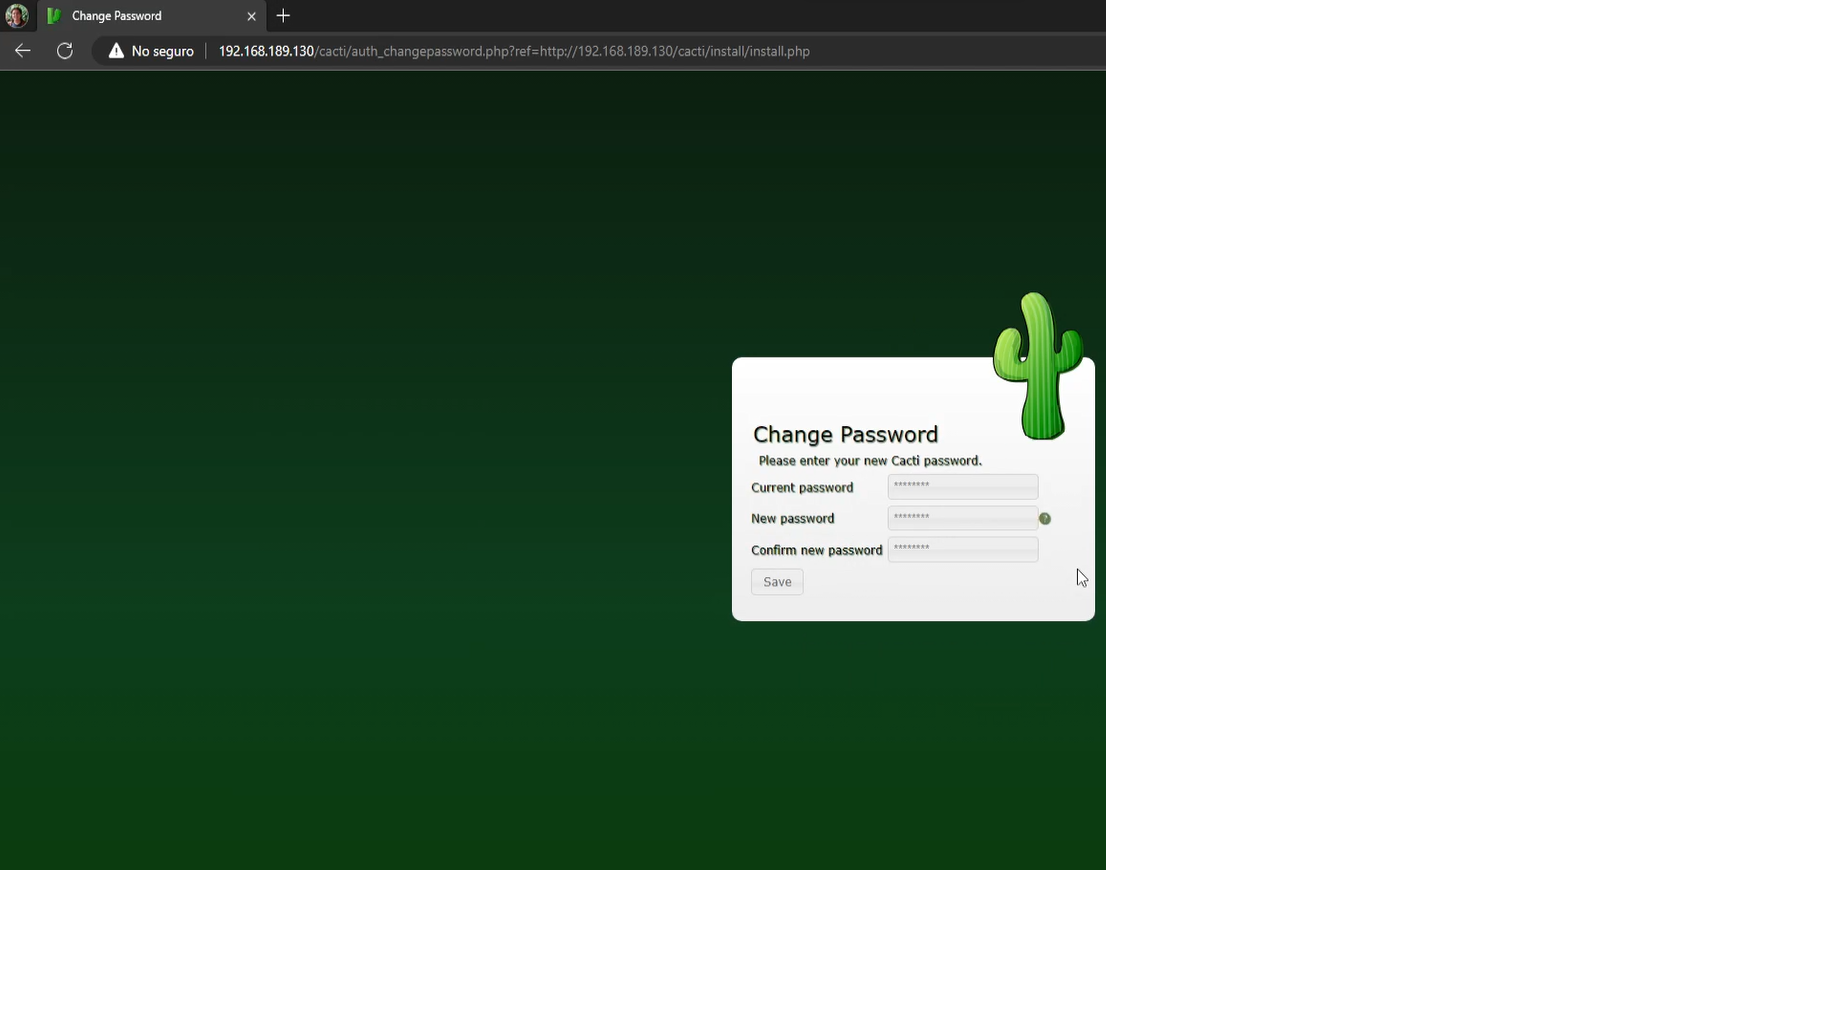 Change Password
No seguro
192.168.189.130/cacti/auth_changepassword.php?ref=http://192.168.189.130/cacti/install/install.php
Change Password
Please enter your new Cacti password.
Current password ********
New password ******** ?
Confirm new password ********
Save